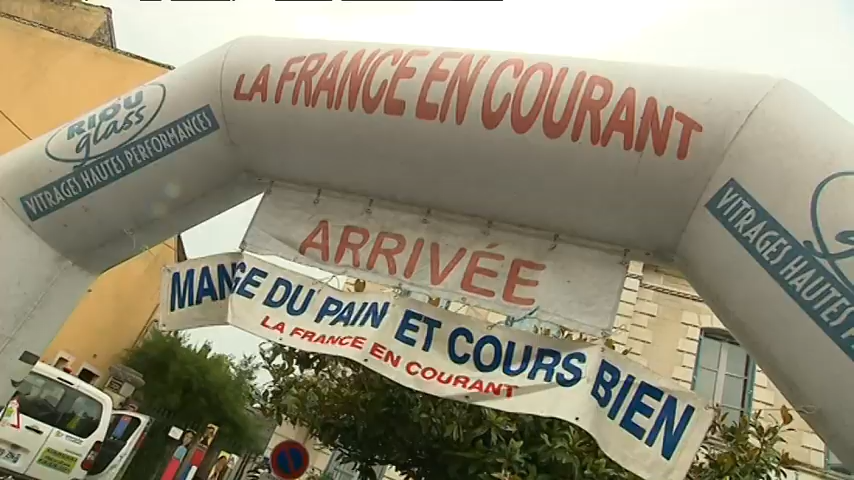 LA FRANCE EN COURANT
RIOU
glass
VITRAGES HAUTES PERFORMANCES
VITRAGES HAUTES
ARRIVÉE
MANGE DU PAIN ET COURS BIEN
LA FRANCE EN COURANT